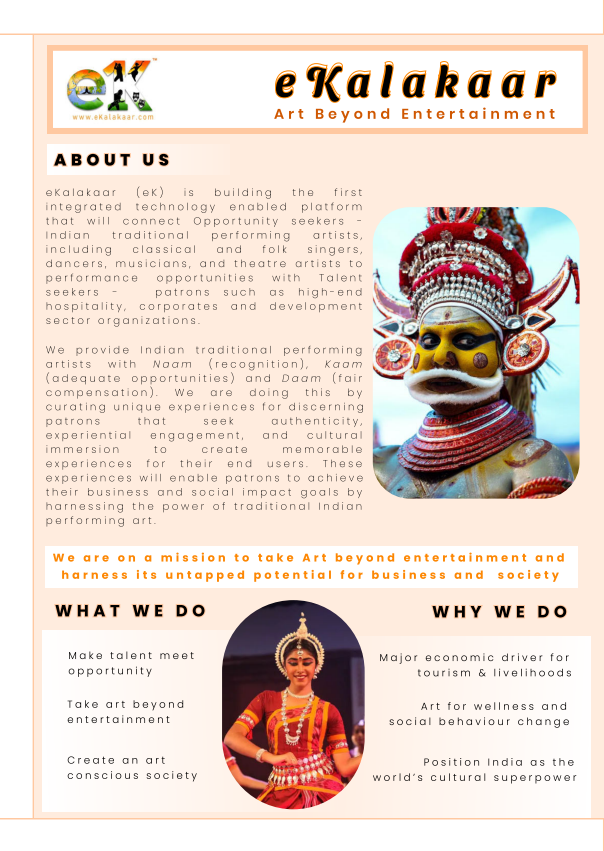 eK™
www.eKalakaar.com
eKalakaar
Art Beyond Entertainment
ABOUT US
eKalakaar (eK) is building the first
integrated technology enabled platform
that will connect Opportunity seekers -
Indian traditional performing artists,
including classical and folk singers,
dancers, musicians, and theatre artists to
performance opportunities with Talent
seekers - patrons such as high-end
hospitality, corporates and development
sector organizations.
We provide Indian traditional performing
artists with Naam (recognition), Kaam
(adequate opportunities) and Daam (fair
compensation). We are doing this by
curating unique experiences for discerning
patrons that seek authenticity,
experiential engagement, and cultural
immersion to create memorable
experiences for their end users. These
experiences will enable patrons to achieve
their business and social impact goals by
harnessing the power of traditional Indian
performing art.
We are on a mission to take Art beyond entertainment and
harness its untapped potential for business and society
WHAT WE DO
Make talent meet
opportunity
Take art beyond
entertainment
Create an art
conscious society
WHY WE DO
Major economic driver for
tourism & livelihoods
Art for wellness and
social behaviour change
Position India as the
world's cultural superpower